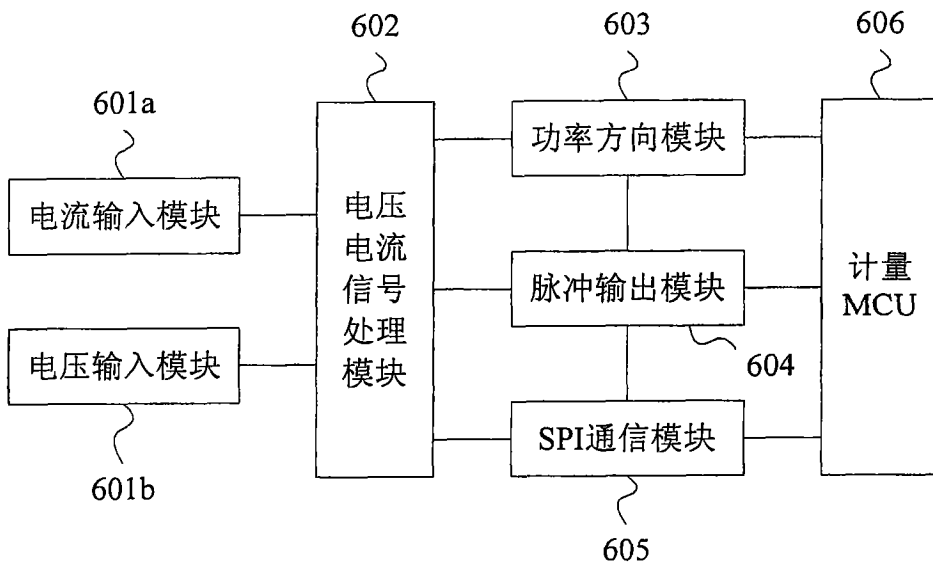 602
603
606
601a
功率方向模块
电流输入模块
电压
电流
信号
处理
模块
脉冲输出模块
计量
MCU
电压输入模块
604
SPI通信模块
601b
605